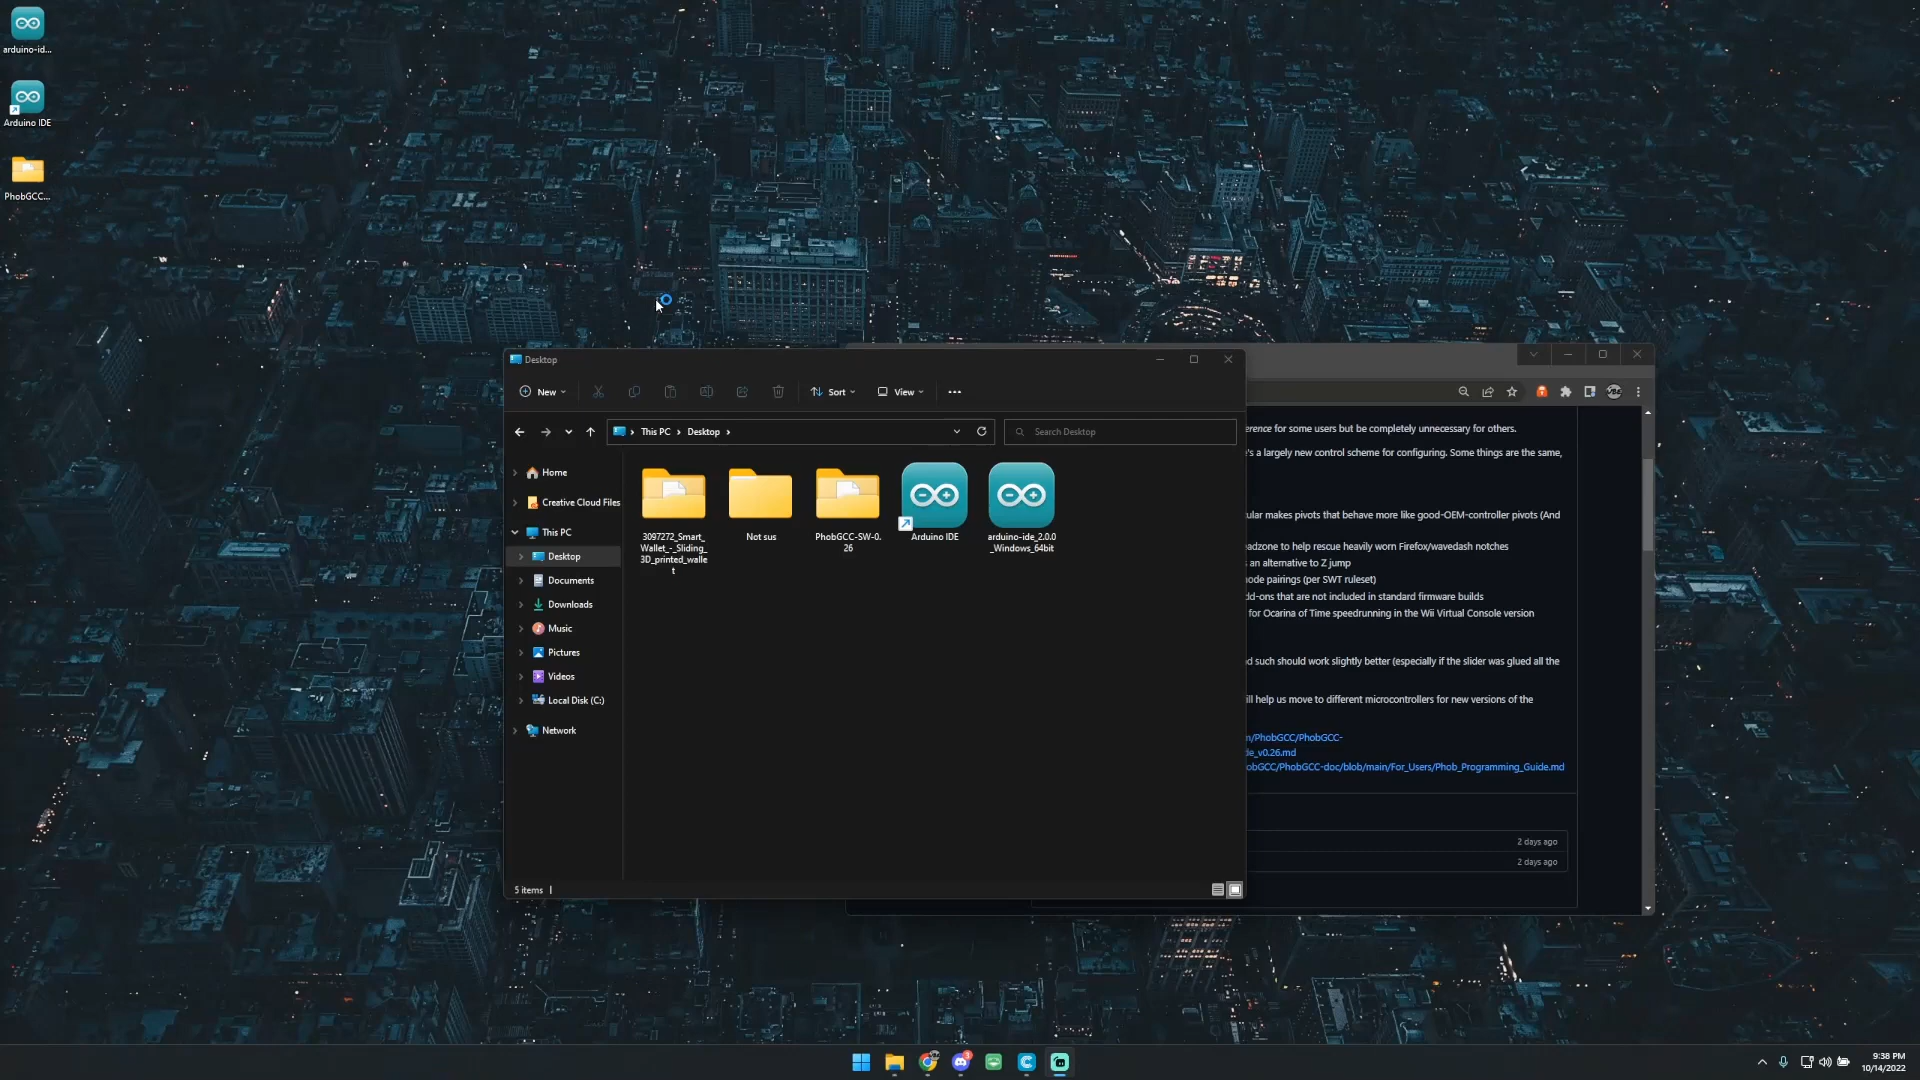 arduino-id...
Arduino IDE
PhobGCC...
Desktop
New
Sort
View
This PC
Desktop
Search Desktop
Home
Creative Cloud Files
This PC
Desktop
Documents
Downloads
Music
Pictures
Videos
Local Disk (C:)
Network
3097272_Smart_
Wallet_-_Sliding_
3D_printed_walle
t
Not sus
PhobGCC-SW-0.
26
Arduino IDE
arduino-ide_2.0.0
_Windows_64bit
5 items
erence for some users but be completely unnecessary for others.
's a largely new control scheme for configuring. Some things are the same,
ular makes pivots that behave more like good-OEM-controller pivots (And
adzone to help rescue heavily worn Firefox/wavedash notches
s an alternative to Z jump
ode pairings (per SWT ruleset)
dd-ons that are not included in standard firmware builds
for Ocarina of Time speedrunning in the Wii Virtual Console version
d such should work slightly better (especially if the slider was glued all the
ill help us move to different microcontrollers for new versions of the
m/PhobGCC/PhobGCC-
de_v0.26.md
obGCC/PhobGCC-doc/blob/main/For_Users/Phob_Programming_Guide.md
2 days ago
2 days ago
9:38 PM
10/14/2022